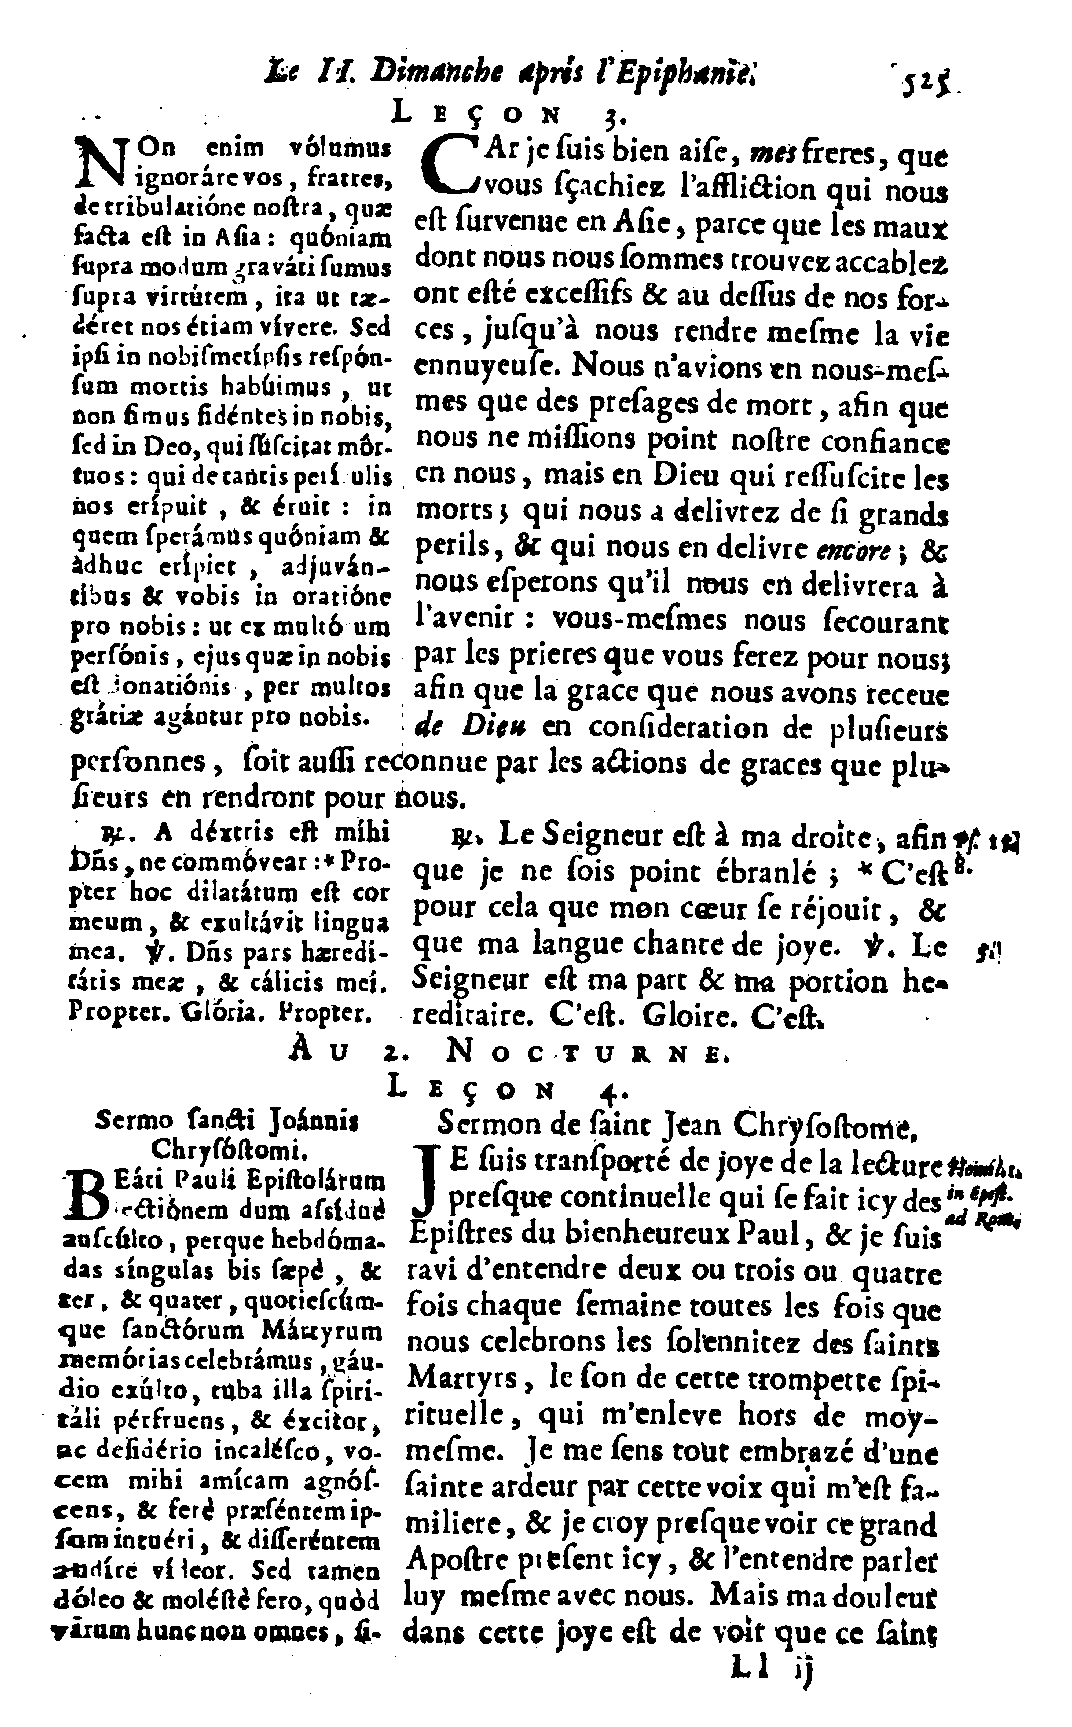 Le II. Dimanche aprés l'Epiphanie. 525
LEÇON 3.
NOn enim vólumus
ignoráre vos, fratres,
de tribulatióne noſtra, quæ
facta eſt in Aſia: quóniam
ſupra modum graváti ſumus
ſupra virtútem, ita ut tæ-
déret nos étiam vívere. Sed
ipſi in nobiſmetípſis reſpón-
ſum mortis habúimus, ut
non ſimus fidéntes in nobis,
ſed in Deo, qui ſúſcitat mór-
tuos: qui de tantis perí ulis
nos erípuit, & éruit: in
quem ſperámus quóniam &
àdhuc erípiet, adjuván-
tibus & vobis in oratióne
pro nobis: ut ex multó um
perſónis, ejus quæ in nobis
eſt donatiónis, per multos
grátiæ agántur pro nobis.
CAr je ſuis bien aiſe, mes freres, que
vous ſçachiez l'affliction qui nous
eſt ſurvenue en Aſie, parce que les maux
dont nous nous ſommes trouvez accablez
ont eſté exceſſifs & au deſſus de nos for-
ces, juſqu'à nous rendre meſme la vie
ennuyeuſe. Nous n'avions en nous-meſ-
mes que des preſages de mort, afin que
nous ne miſſions point noſtre confiance
en nous, mais en Dieu qui reſſuſcite les
morts; qui nous a delivrez de ſi grands
perils, & qui nous en delivre encore; &
nous eſperons qu'il nous en delivrera à
l'avenir: vous-meſmes nous ſecourant
par les prieres que vous ferez pour nous;
afin que la grace que nous avons receue
de Dieu en conſideration de pluſieurs
perſonnes, ſoit auſſi reconnue par les actions de graces que plu-
ſieurs en rendront pour nous.
℟. A déxtris eſt míhi
Dñs, ne commóvear: * Pro-
pter hoc dilatátum eſt cor
meum, & exultávit lingua
mea. ℣. Dñs pars hæredi-
tátis meæ, & cálicis meí.
Propter. Glória. Propter.
℟. Le Seigneur eſt à ma droite, afin
que je ne ſois point ébranlé; * C'eſt
pour cela que mon cœur ſe réjouit, &
que ma langue chante de joye. ℣. Le
Seigneur eſt ma part & ma portion he-
reditaire. C'eſt. Gloire. C'eſt.
AU 2. NOCTURNE.
LEÇON 4.
Sermo ſancti Joánnis
Chryſóſtomi.
BEáti Pauli Epiſtolárum
lectiónem dum aſsíduè
auſcúlto, perque hebdóma-
das síngulas bis ſæpè, &
ter, & quater, quotieſcúm-
que ſanctórum Mártyrum
memórias celebrámus, gáu-
dio exúlto, tuba illa ſpiri-
táli pérfruens, & éxcitor,
ac deſidério incaléſco, vo-
cem mihi amícam agnóſ-
cens, & ferè præſéntem ip-
ſum intuéri, & diſſeréntem
audíre vídeor. Sed tamen
dóleo & moléſtè fero, quòd
virum hunc non omnes, ſi-
Sermon de ſaint Jean Chryſoſtome.
JE ſuis tranſporté de joye de la lecture
preſque continuelle qui ſe fait icy des
Epiſtres du bienheureux Paul, & je ſuis
ravi d'entendre deux ou trois ou quatre
fois chaque ſemaine toutes les fois que
nous celebrons les ſolennitez des ſaints
Martyrs, le ſon de cette trompette ſpi-
rituelle, qui m'enleve hors de moy-
meſme. Je me ſens tout embrazé d'une
ſainte ardeur par cette voix qui m'eſt fa-
miliere, & je croy preſque voir ce grand
Apoſtre preſent icy, & l'entendre parler
luy meſme avec nous. Mais ma douleur
dans cette joye eſt de voir que ce ſaint
in Epiſt.
ad Rom.
Ll ij